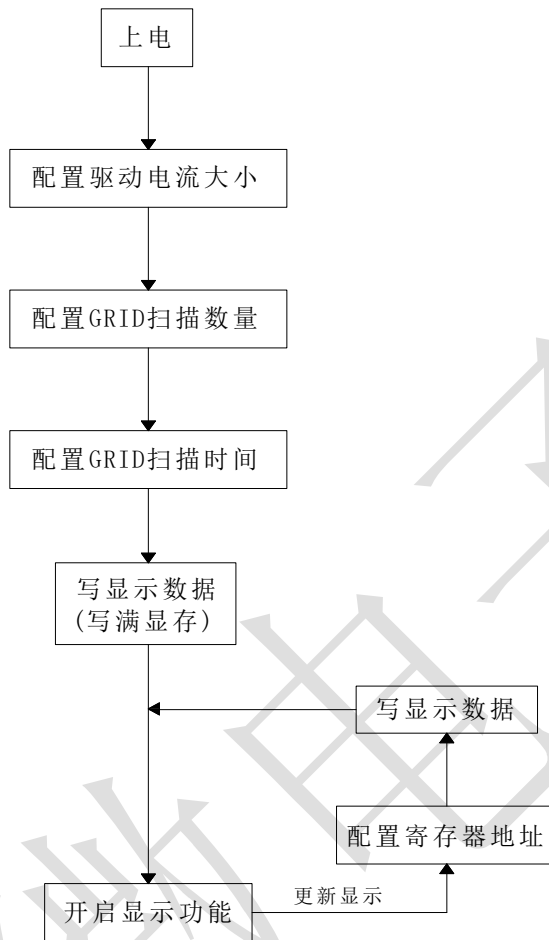 上电
配置驱动电流大小
配置GRID扫描数量
配置GRID扫描时间
写显示数据
(写满显存)
写显示数据
配置寄存器地址
更新显示
开启显示功能